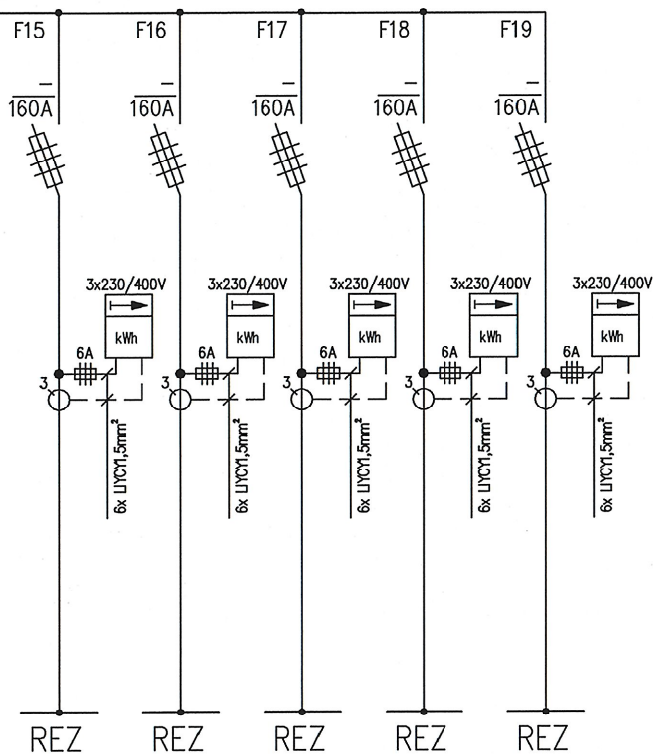 F15 F16 F17 F18 F19
— — — — —
160A 160A 160A 160A 160A
3x230/400V 3x230/400V 3x230/400V 3x230/400V 3x230/400V
kWh kWh kWh kWh kWh
6A 6A 6A 6A 6A
3 3 3 3 3
6x LIYCY1,5mm² 6x LIYCY1,5mm² 6x LIYCY1,5mm² 6x LIYCY1,5mm² 6x LIYCY1,5mm²
REZ REZ REZ REZ REZ